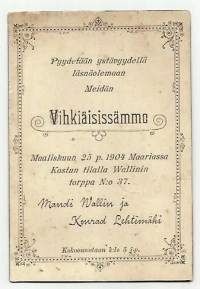 Pyydetään ystävyydellä
läsnäolemaan
Meidän
Vihkiäisissämme
Maaliskuun 25 p. 1904 Maariassa
Kastun tilalla Wallinin
torppa N:o 37.
Mandi Wallin ja
Konrad Lehtimäki
Kokoonnutaan klo 5 j.p.